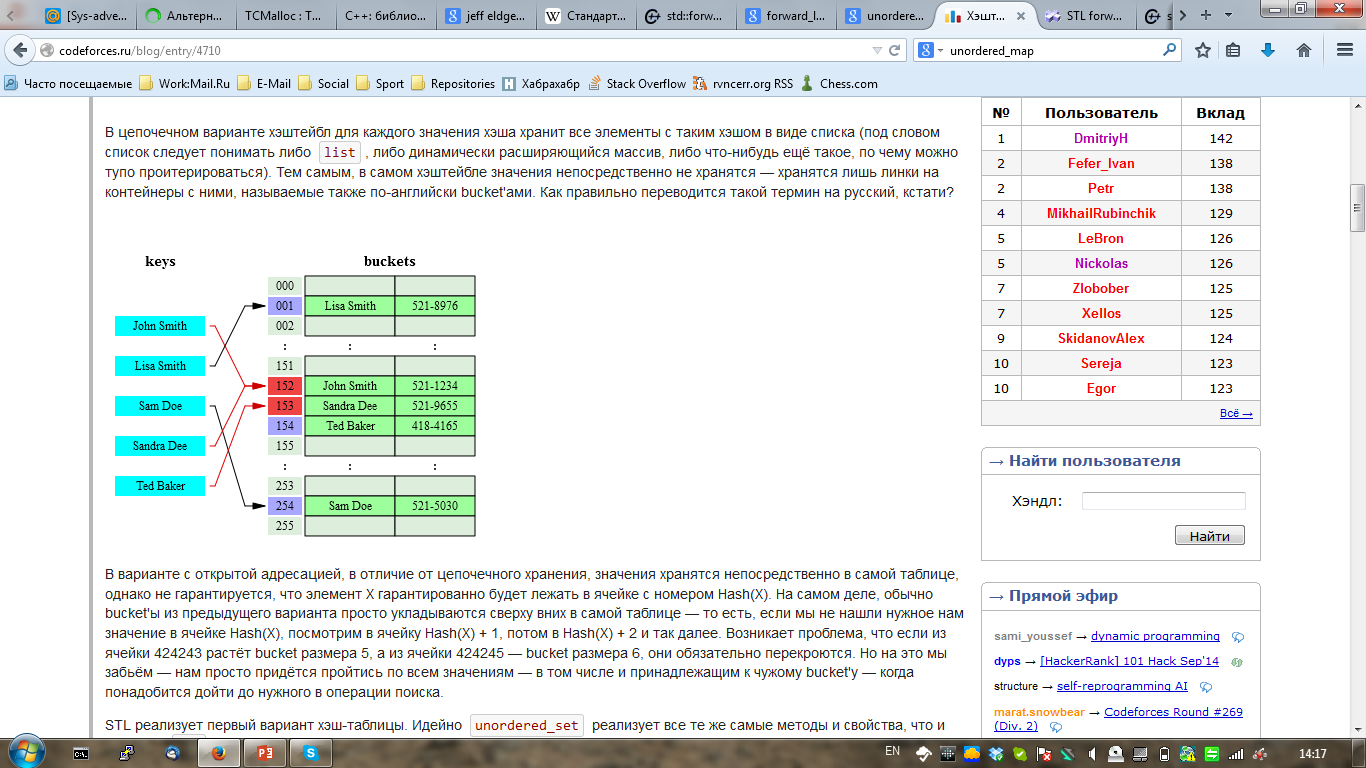 [Sys-adve...
Альтерн...
TCMalloc : T...
C++: библио...
jeff eldge...
Стандарт...
std::forw...
forward_l...
unordere...
Хэшт...
STL forw...
codeforces.ru/blog/entry/4710
unordered_map
Часто посещаемые
Work:Mail.Ru
E-Mail
Social
Sport
Repositories
Хабрахабр
Stack Overflow
rvncerr.org RSS
Chess.com
В цепочечном варианте хэштейбл для каждого значения хэша хранит все элементы с таким хэшом в виде списка (под словом
список следует понимать либо list , либо динамически расширяющийся массив, либо что-нибудь ещё такое, по чему можно
тупо проитерироваться). Тем самым, в самом хэштейбле значения непосредственно не хранятся — хранятся лишь линки на
контейнеры с ними, называемые также по-английски bucket'ами. Как правильно переводится такой термин на русский, кстати?
keys buckets
000
001 Lisa Smith 521-8976
John Smith 002
:  :  :
Lisa Smith 151
152 John Smith 521-1234
Sam Doe 153 Sandra Dee 521-9655
154 Ted Baker 418-4165
Sandra Dee 155
:  :  :
Ted Baker 253
254 Sam Doe 521-5030
255
В варианте с открытой адресацией, в отличие от цепочечного хранения, значения хранятся непосредственно в самой таблице,
однако не гарантируется, что элемент X гарантированно будет лежать в ячейке с номером Hash(X). На самом деле, обычно
bucket'ы из предыдущего варианта просто укладываются сверху вниз в самой таблице — то есть, если мы не нашли нужное нам
значение в ячейке Hash(X), посмотрим в ячейку Hash(X) + 1, потом в Hash(X) + 2 и так далее. Возникает проблема, что если из
ячейки 424243 растёт bucket размера 5, а из ячейки 424245 — bucket размера 6, они обязательно перекроются. Но на это мы
забьём — нам просто придётся пройтись по всем значениям — в том числе и принадлежащим к чужому bucket'у — когда
понадобится дойти до нужного в операции поиска.
STL реализует первый вариант хэш-таблицы. Идейно unordered_set реализует все те же самые методы и свойства, что и
№ Пользователь Вклад
1 DmitriyH 142
2 Fefer_Ivan 138
2 Petr 138
4 MikhailRubinchik 129
5 LeBron 126
5 Nickolas 126
7 Zlobober 125
7 Xellos 125
9 SkidanovAlex 124
10 Sereja 123
10 Egor 123
Всё →
→ Найти пользователя
Хэндл:
Найти
→ Прямой эфир
sami_youssef → dynamic programming
dyps → [HackerRank] 101 Hack Sep'14
structure → self-reprogramming AI
marat.snowbear → Codeforces Round #269
(Div. 2)
EN
14:17